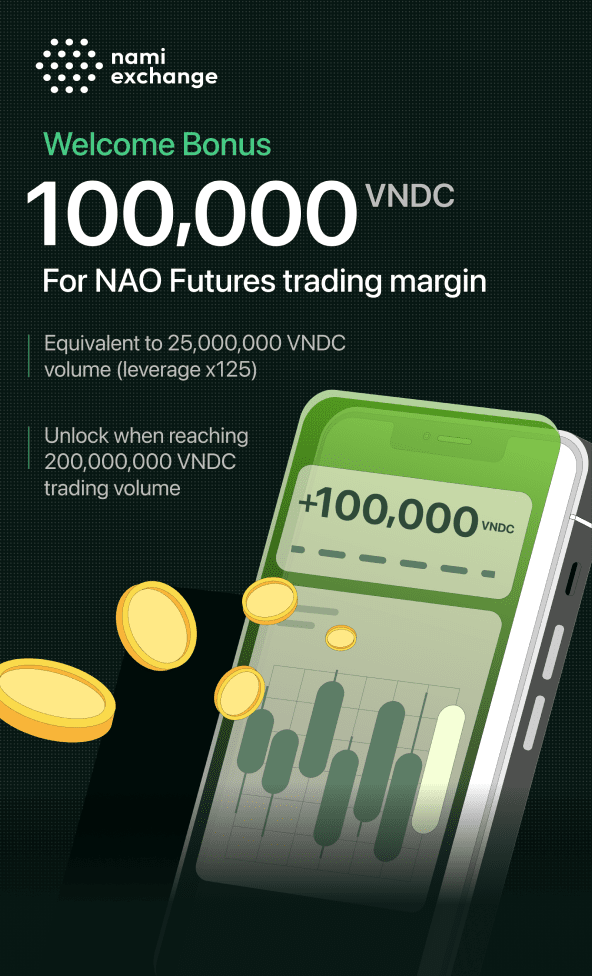 nami
exchange
Welcome Bonus
100,000 VNDC
For NAO Futures trading margin
Equivalent to 25,000,000 VNDC
volume (leverage x125)
Unlock when reaching
200,000,000 VNDC
trading volume
+100,000 VNDC